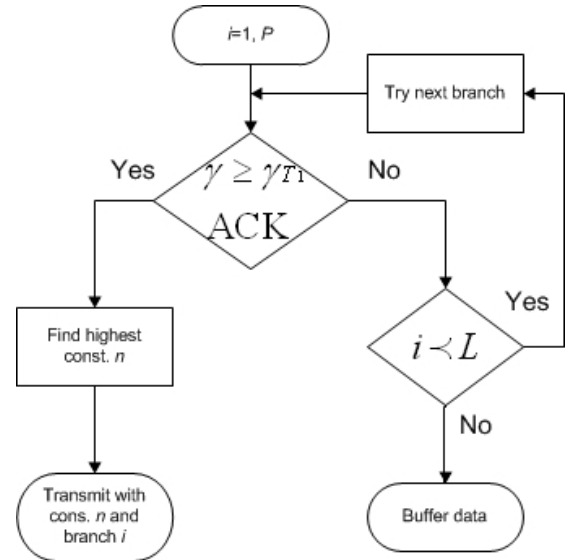 i=1, P
Try next branch
Yes
γ ≥ γT1
ACK
No
Find highest
const. n
i ≺ L
Yes
No
Transmit with
cons. n and
branch i
Buffer data